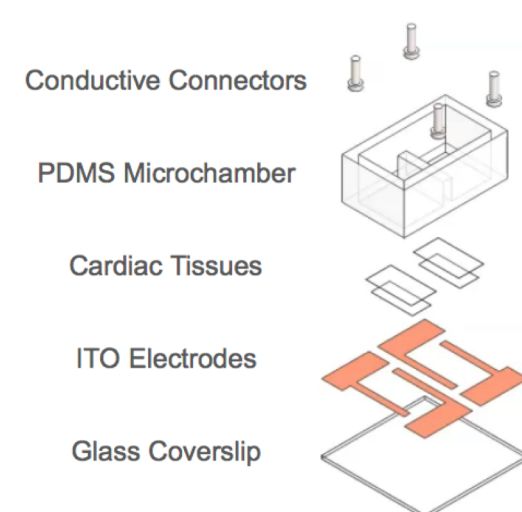 Conductive Connectors
PDMS Microchamber
Cardiac Tissues
ITO Electrodes
Glass Coverslip